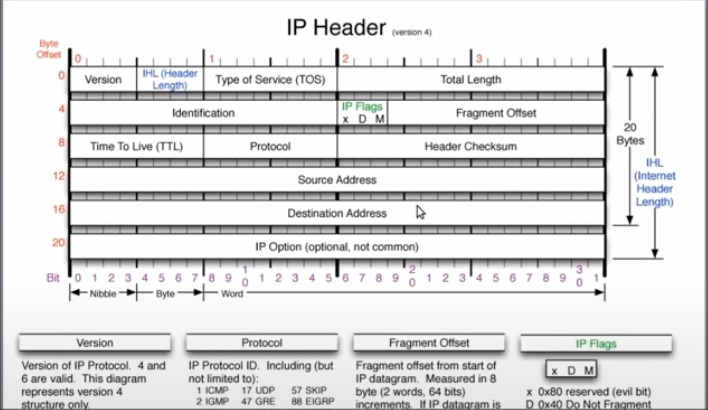 IP Header (version 4)
Byte
Offset
0 1 2 3
0 Version IHL (Header Length) Type of Service (TOS) Total Length
4 Identification IP Flags x D M Fragment Offset
8 Time To Live (TTL) Protocol Header Checksum
12 Source Address
16 Destination Address
20 IP Option (optional, not common)
20
Bytes
IHL
(Internet
Header
Length)
Bit 0 1 2 3 4 5 6 7 8 9 10 1 2 3 4 5 6 7 8 9 20 1 2 3 4 5 6 7 8 9 30 1
Nibble Byte Word
Version
Version of IP Protocol. 4 and
6 are valid. This diagram
represents version 4
structure only.
Protocol
IP Protocol ID. Including (but
not limited to):
1 ICMP 17 UDP 57 SKIP
2 IGMP 47 GRE 88 EIGRP
Fragment Offset
Fragment offset from start of
IP datagram. Measured in 8
byte (2 words, 64 bits)
increments. If IP datagram is
IP Flags
x D M
x 0x80 reserved (evil bit)
D 0x40 Do Not Fragment